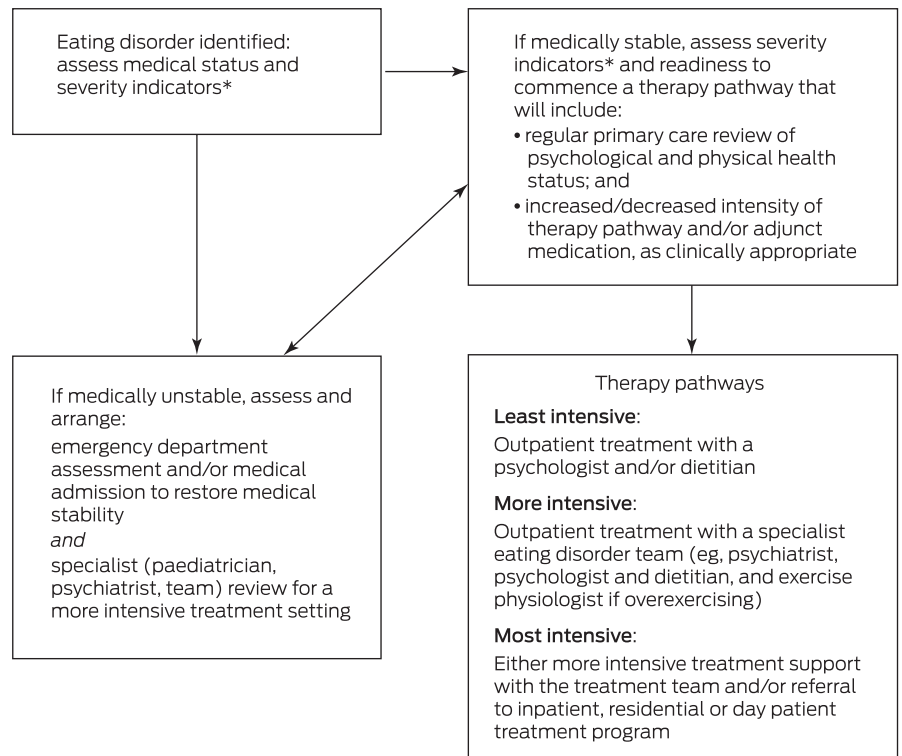 Eating disorder identified:
assess medical status and
severity indicators*
If medically stable, assess severity
indicators* and readiness to
commence a therapy pathway that
will include:
• regular primary care review of
psychological and physical health
status; and
• increased/decreased intensity of
therapy pathway and/or adjunct
medication, as clinically appropriate
If medically unstable, assess and
arrange:
emergency department
assessment and/or medical
admission to restore medical
stability
and
specialist (paediatrician,
psychiatrist, team) review for a
more intensive treatment setting
Therapy pathways
Least intensive:
Outpatient treatment with a
psychologist and/or dietitian
More intensive:
Outpatient treatment with a specialist
eating disorder team (eg, psychiatrist,
psychologist and dietitian, and exercise
physiologist if overexercising)
Most intensive:
Either more intensive treatment support
with the treatment team and/or referral
to inpatient, residential or day patient
treatment program